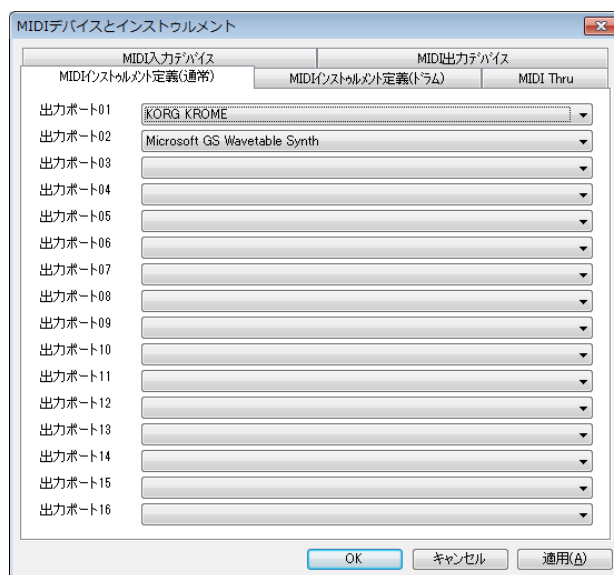 MIDIデバイスとインストゥルメント
MIDI入力デバイス MIDI出力デバイス
MIDIインストゥルメント定義(通常) MIDIインストゥルメント定義(ドラム) MIDI Thru
出力ポート01 KORG KROME
出力ポート02 Microsoft GS Wavetable Synth
出力ポート03
出力ポート04
出力ポート05
出力ポート06
出力ポート07
出力ポート08
出力ポート09
出力ポート10
出力ポート11
出力ポート12
出力ポート13
出力ポート14
出力ポート15
出力ポート16
OK キャンセル 適用(A)